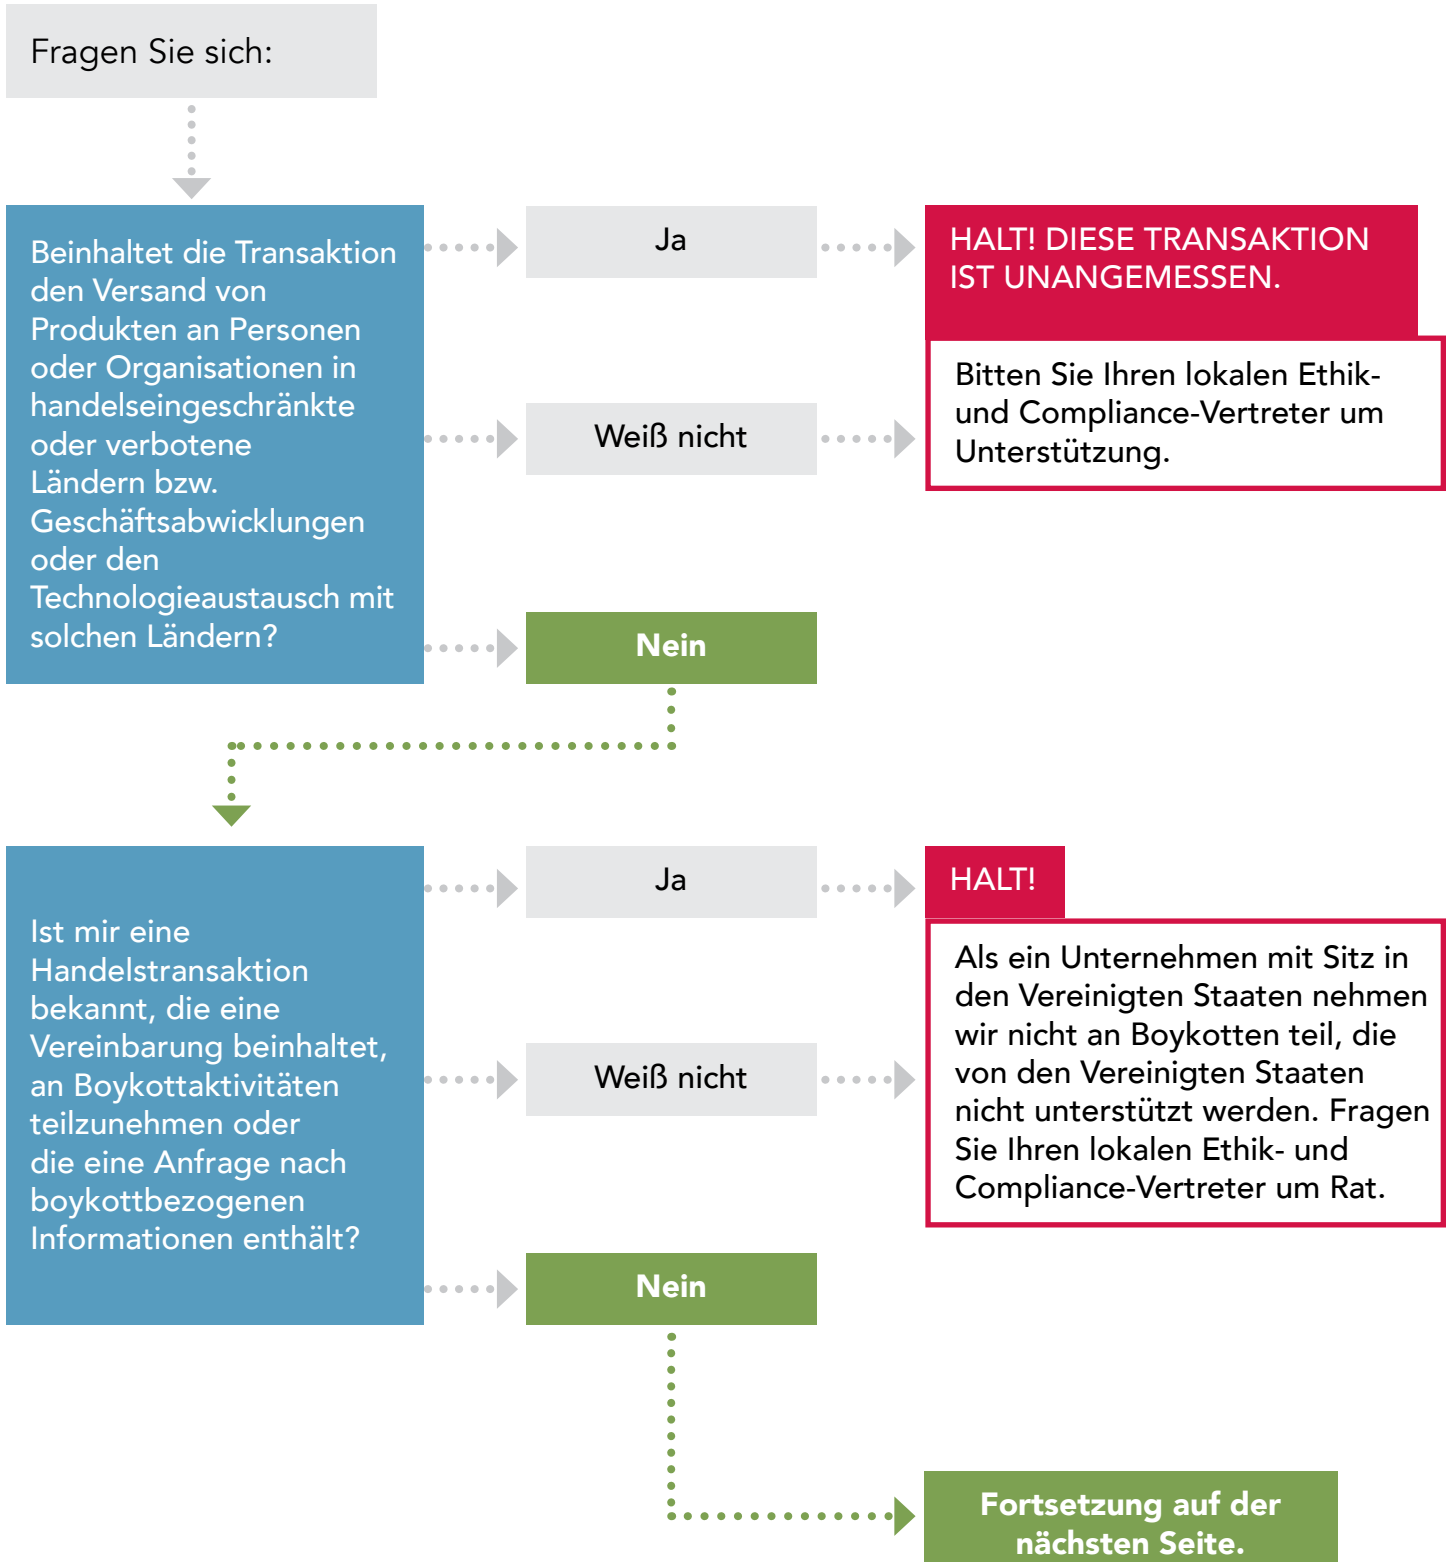 Fragen Sie sich:
Beinhaltet die Transaktion
den Versand von
Produkten an Personen
oder Organisationen in
handelseingeschränkte
oder verbotene
Ländern bzw.
Geschäftsabwicklungen
oder den
Technologieaustausch mit
solchen Ländern?
Ja
HALT! DIESE TRANSAKTION
IST UNANGEMESSEN.
Weiß nicht
Bitten Sie Ihren lokalen Ethik-
und Compliance-Vertreter um
Unterstützung.
Nein
Ist mir eine
Handelstransaktion
bekannt, die eine
Vereinbarung beinhaltet,
an Boykottaktivitäten
teilzunehmen oder
die eine Anfrage nach
boykottbezogenen
Informationen enthält?
Ja
HALT!
Weiß nicht
Als ein Unternehmen mit Sitz in
den Vereinigten Staaten nehmen
wir nicht an Boykotten teil, die
von den Vereinigten Staaten
nicht unterstützt werden. Fragen
Sie Ihren lokalen Ethik- und
Compliance-Vertreter um Rat.
Nein
Fortsetzung auf der
nächsten Seite.